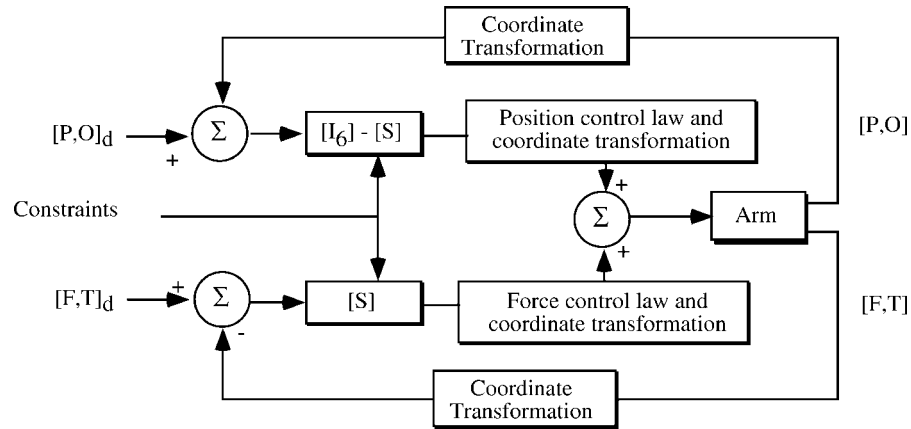 Coordinate
Transformation
[P,O]d
+
Σ
[I6] - [S]
Position control law and
coordinate transformation
[P,O]
Constraints
+
Σ
+
Arm
[F,T]d
+
Σ
-
[S]
Force control law and
coordinate transformation
[F,T]
Coordinate
Transformation